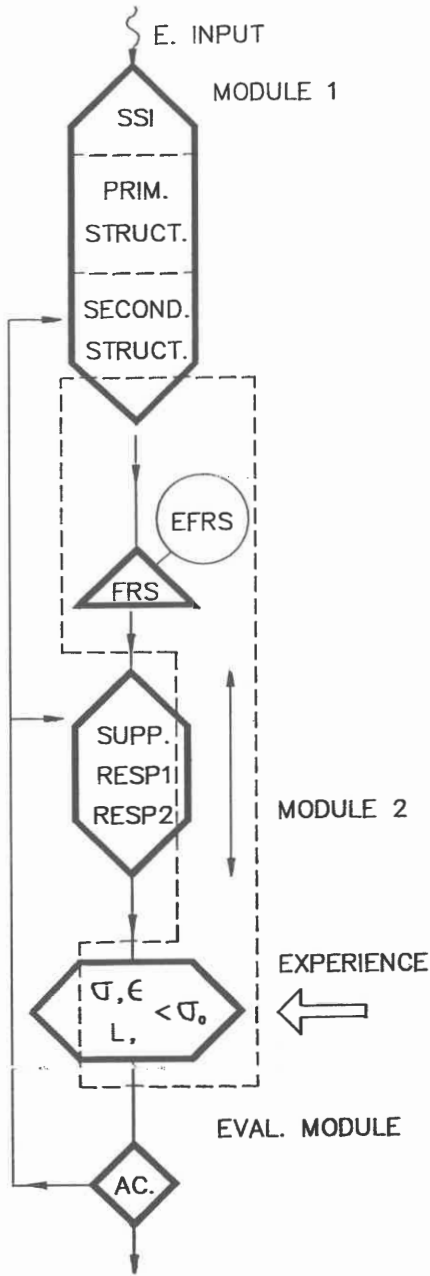 E. INPUT
MODULE 1
SSI
PRIM.
STRUCT.
SECOND.
STRUCT.
EFRS
FRS
SUPP.
RESP1
RESP2
MODULE 2
EXPERIENCE
σ, ϵ
L, < σ₀
EVAL. MODULE
AC.